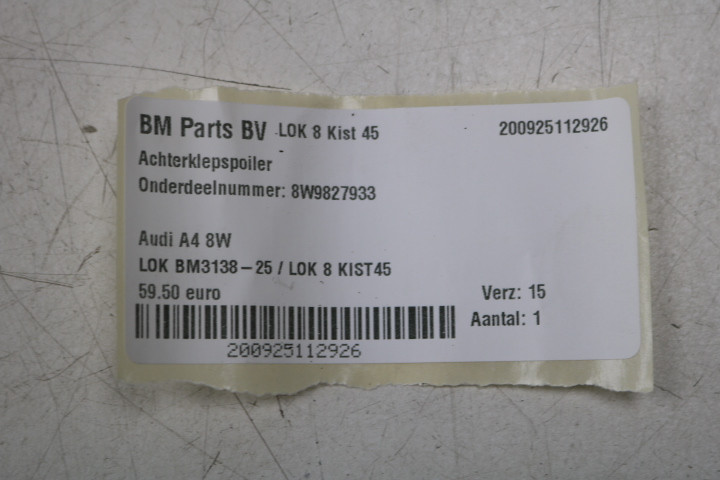 BM Parts BV LOK 8 Kist 45 200925112926
Achterklepspoiler
Onderdeelnummer: 8W9827933
Audi A4 8W
LOK BM3138-25 / LOK 8 KIST45
59.50 euro Verz: 15
Aantal: 1
200925112926